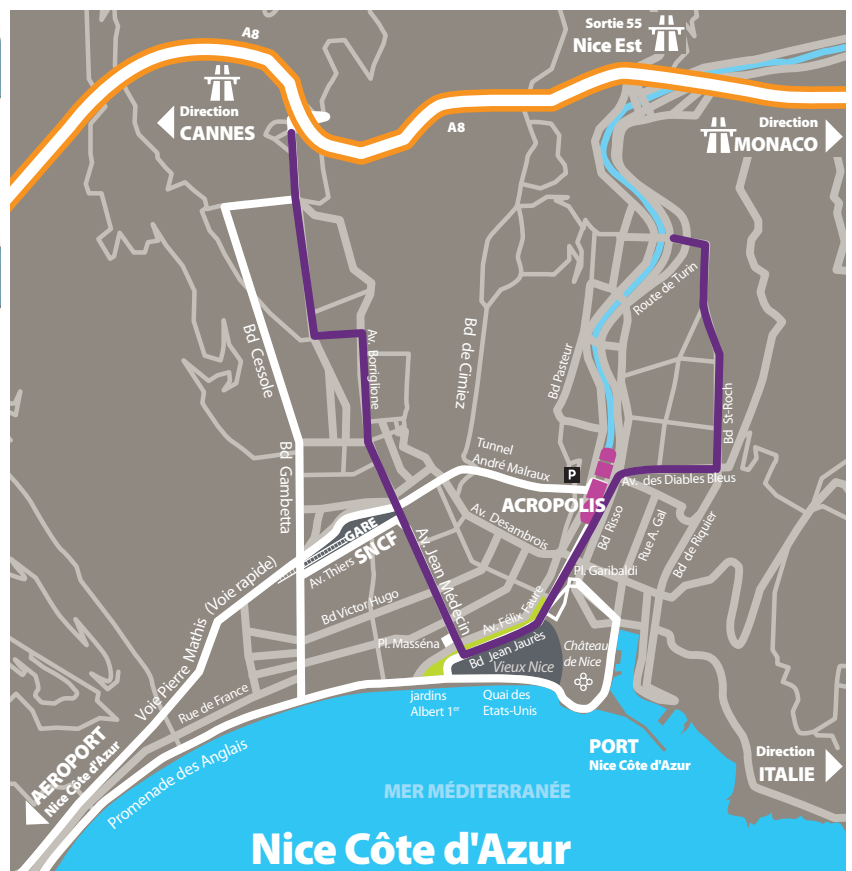 A8
Sortie 55
Nice Est
Direction
CANNES
A8
Direction
MONACO
Route de Turin
Bd Cessole
Av. Borriglione
Bd de Cimiez
Bd Pasteur
Bd St-Roch
Bd Gambetta
Tunnel
André Malraux
P
ACROPOLIS
Av. des Diables Bleus
Av. Desambrois
Bd Risso
Rue A. Gal
Bd de Riquier
GARE
SNCF
Av. Thiers
Av. Jean Médecin
Pl. Garibaldi
Voie Pierre Mathis (Voie rapide)
Bd Victor Hugo
Av. Félix Faure
Pl. Masséna
Bd Jean Jaurès
Vieux Nice
Château
de Nice
Rue de France
jardins
Albert 1er
Quai des
Etats-Unis
Promenade des Anglais
AEROPORT
Nice Côte d'Azur
PORT
Nice Côte d'Azur
Direction
ITALIE
MER MÉDITERRANÉE
Nice Côte d'Azur